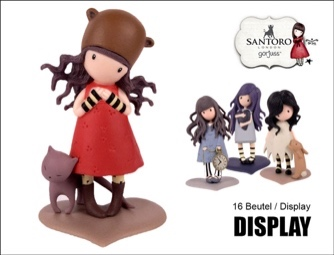 SANTORO
LONDON
gorjuss
16 Beutel / Display
DISPLAY